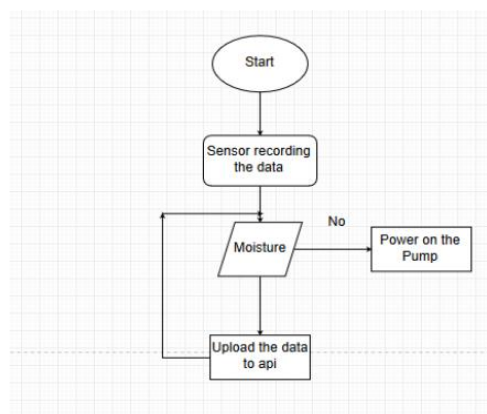 Start
Sensor recording
the data
No
Moisture
Power on the
Pump
Upload the data
to api